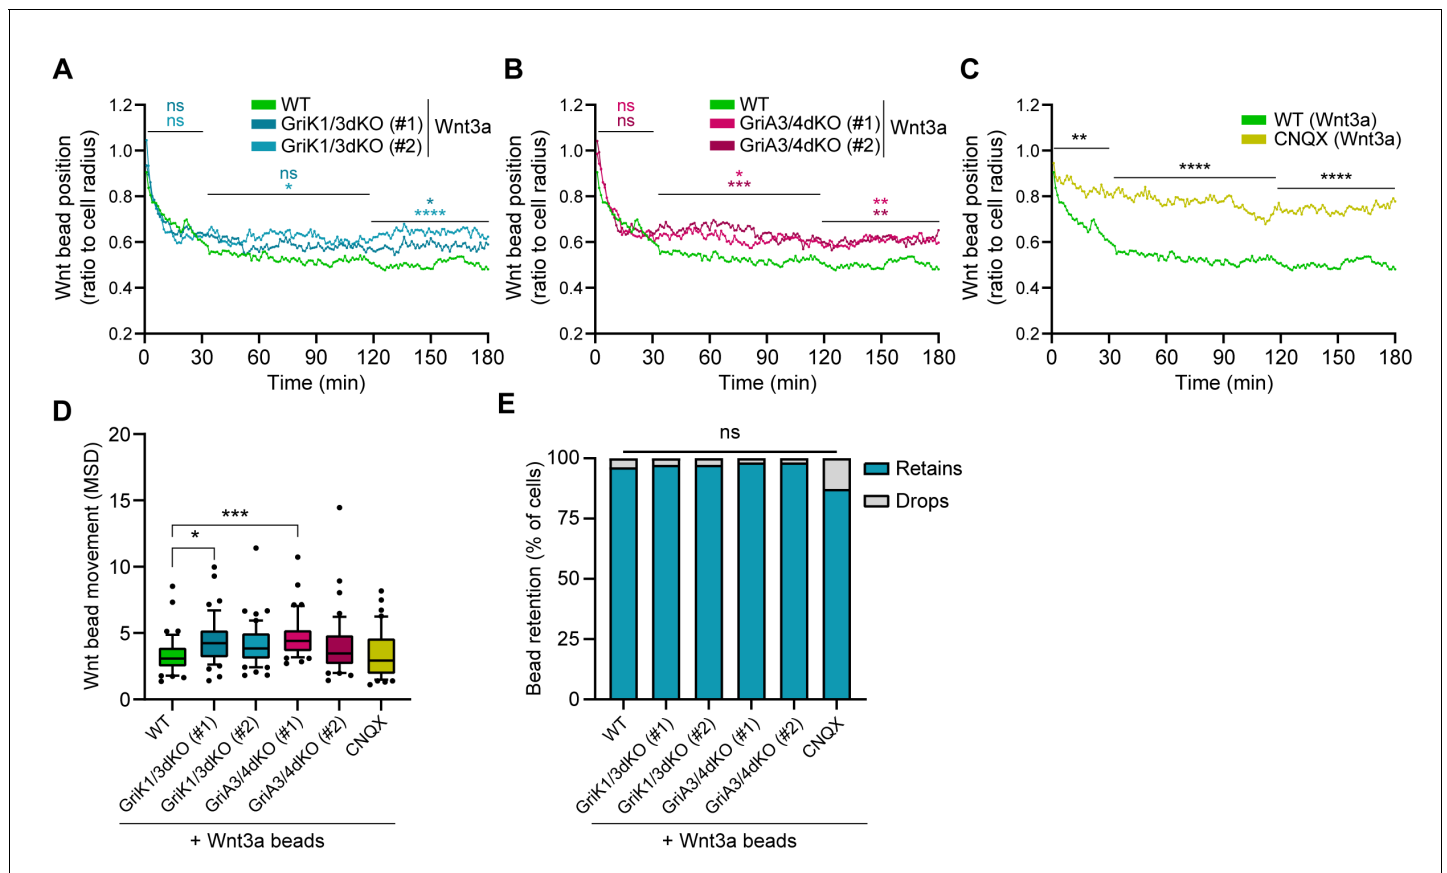 A
Wnt bead position
(ratio to cell radius)
1.2
1.0
0.8
0.6
0.4
0.2
ns
ns
WT
GriK1/3dKO (#1)
GriK1/3dKO (#2)
Wnt3a
ns
*
*
****
0
30
60
90
120
150
180
Time (min)
B
Wnt bead position
(ratio to cell radius)
1.2
1.0
0.8
0.6
0.4
0.2
ns
ns
WT
GriA3/4dKO (#1)
GriA3/4dKO (#2)
Wnt3a
*
***
**
**
0
30
60
90
120
150
180
Time (min)
C
Wnt bead position
(ratio to cell radius)
1.2
1.0
0.8
0.6
0.4
0.2
WT (Wnt3a)
CNQX (Wnt3a)
**
****
****
0
30
60
90
120
150
180
Time (min)
D
Wnt bead movement (MSD)
20
15
10
5
0
***
*
WT
GriK1/3dKO (#1)
GriK1/3dKO (#2)
GriA3/4dKO (#1)
GriA3/4dKO (#2)
CNQX
+ Wnt3a beads
E
Bead retention (% of cells)
100
75
50
25
0
ns
Retains
Drops
WT
GriK1/3dKO (#1)
GriK1/3dKO (#2)
GriA3/4dKO (#1)
GriA3/4dKO (#2)
CNQX
+ Wnt3a beads